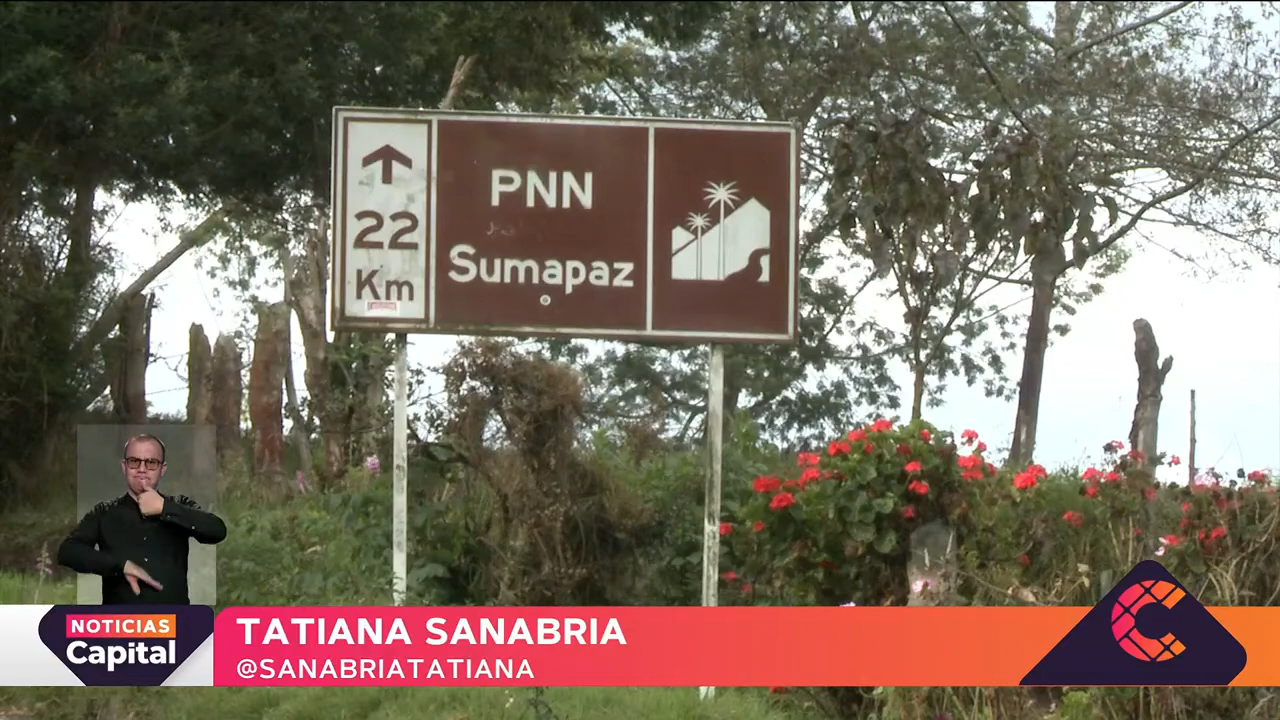 22
Km
PNN
Sumapaz
NOTICIAS
Capital
TATIANA SANABRIA
@SANABRIATATIANA